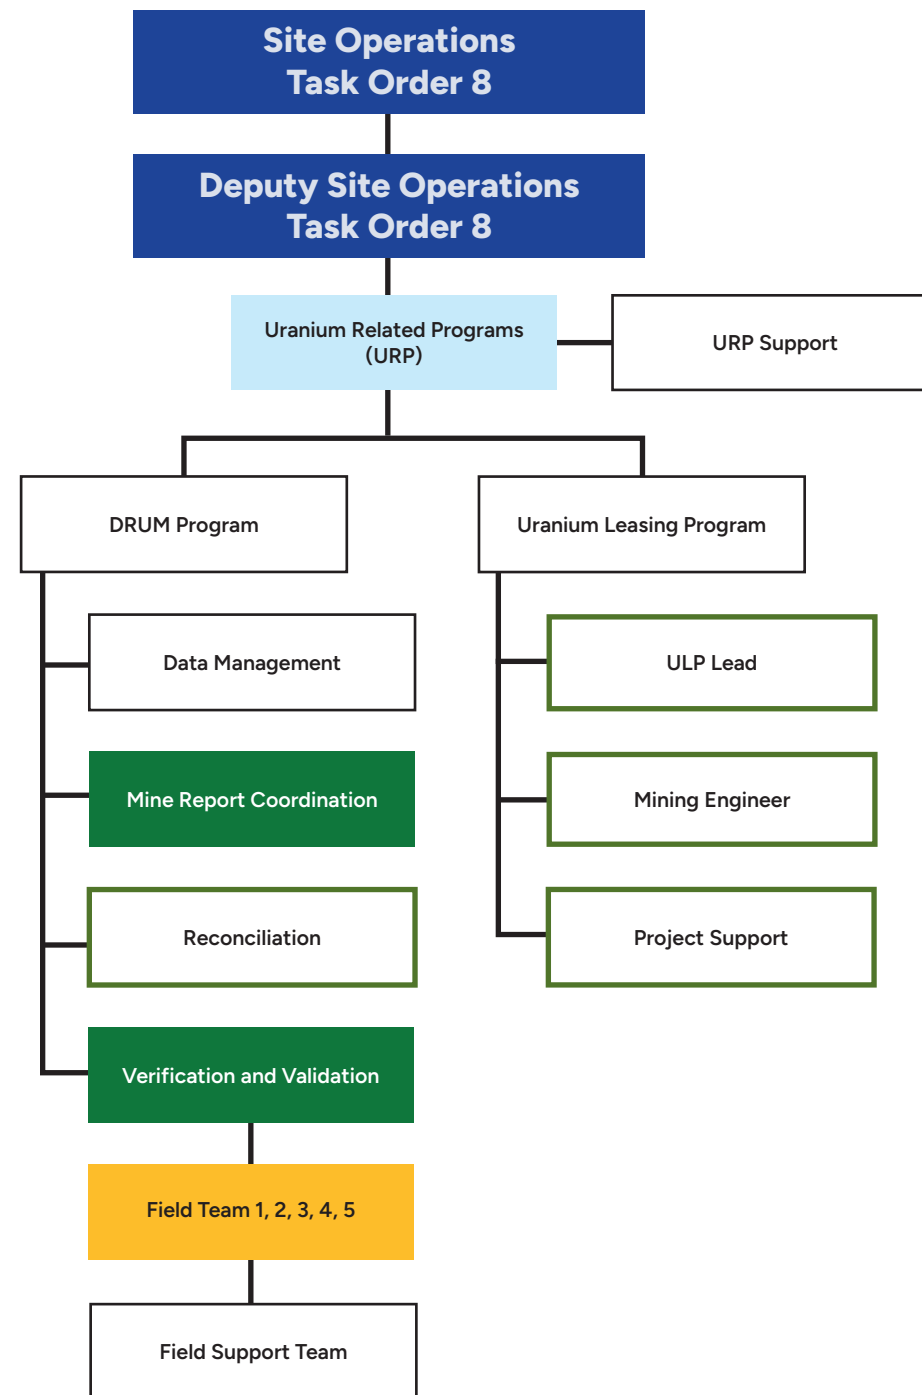 Site Operations
Task Order 8
Deputy Site Operations
Task Order 8
Uranium Related Programs
(URP)
URP Support
DRUM Program
Uranium Leasing Program
Data Management
ULP Lead
Mine Report Coordination
Mining Engineer
Reconciliation
Project Support
Verification and Validation
Field Team 1, 2, 3, 4, 5
Field Support Team